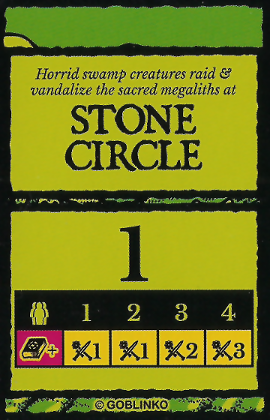 Horrid swamp creatures raid &
vandalize the sacred megaliths at
STONE
CIRCLE
1
1 2 3 4
+ 1 1 2 3
© GOBLINKO